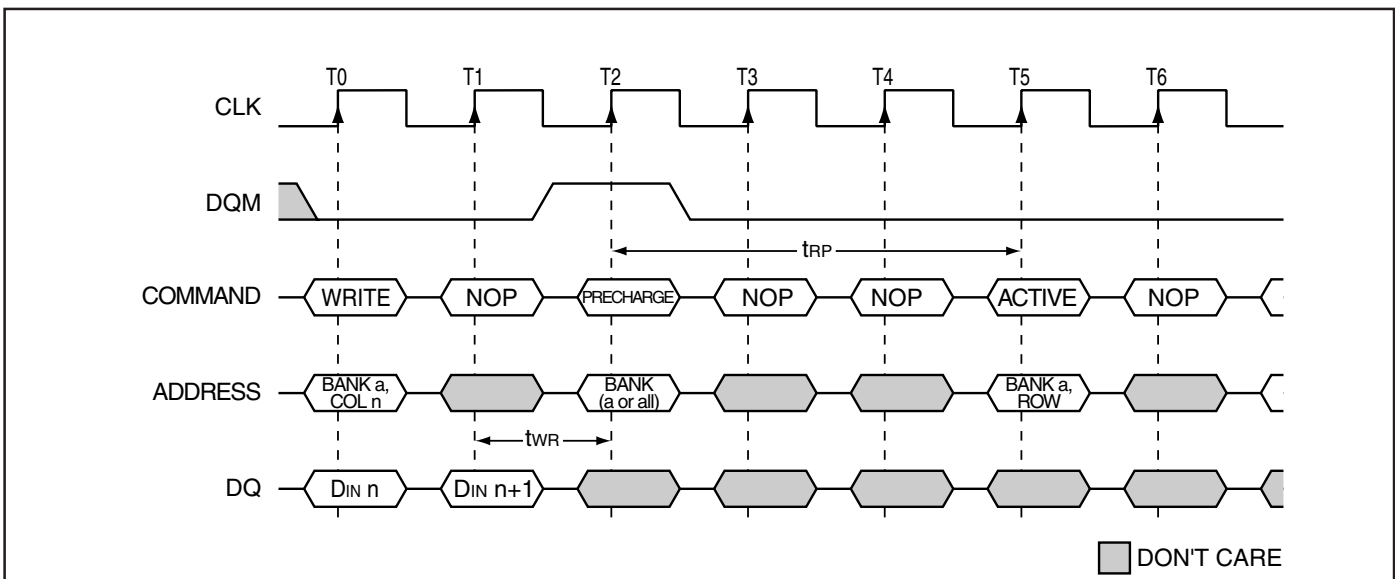 T0 T1 T2 T3 T4 T5 T6
CLK
DQM
tRP
COMMAND WRITE NOP PRECHARGE NOP NOP ACTIVE NOP
ADDRESS BANK a, COL n BANK (a or all) BANK a, ROW
tWR
DQ DIN n DIN n+1
DON'T CARE